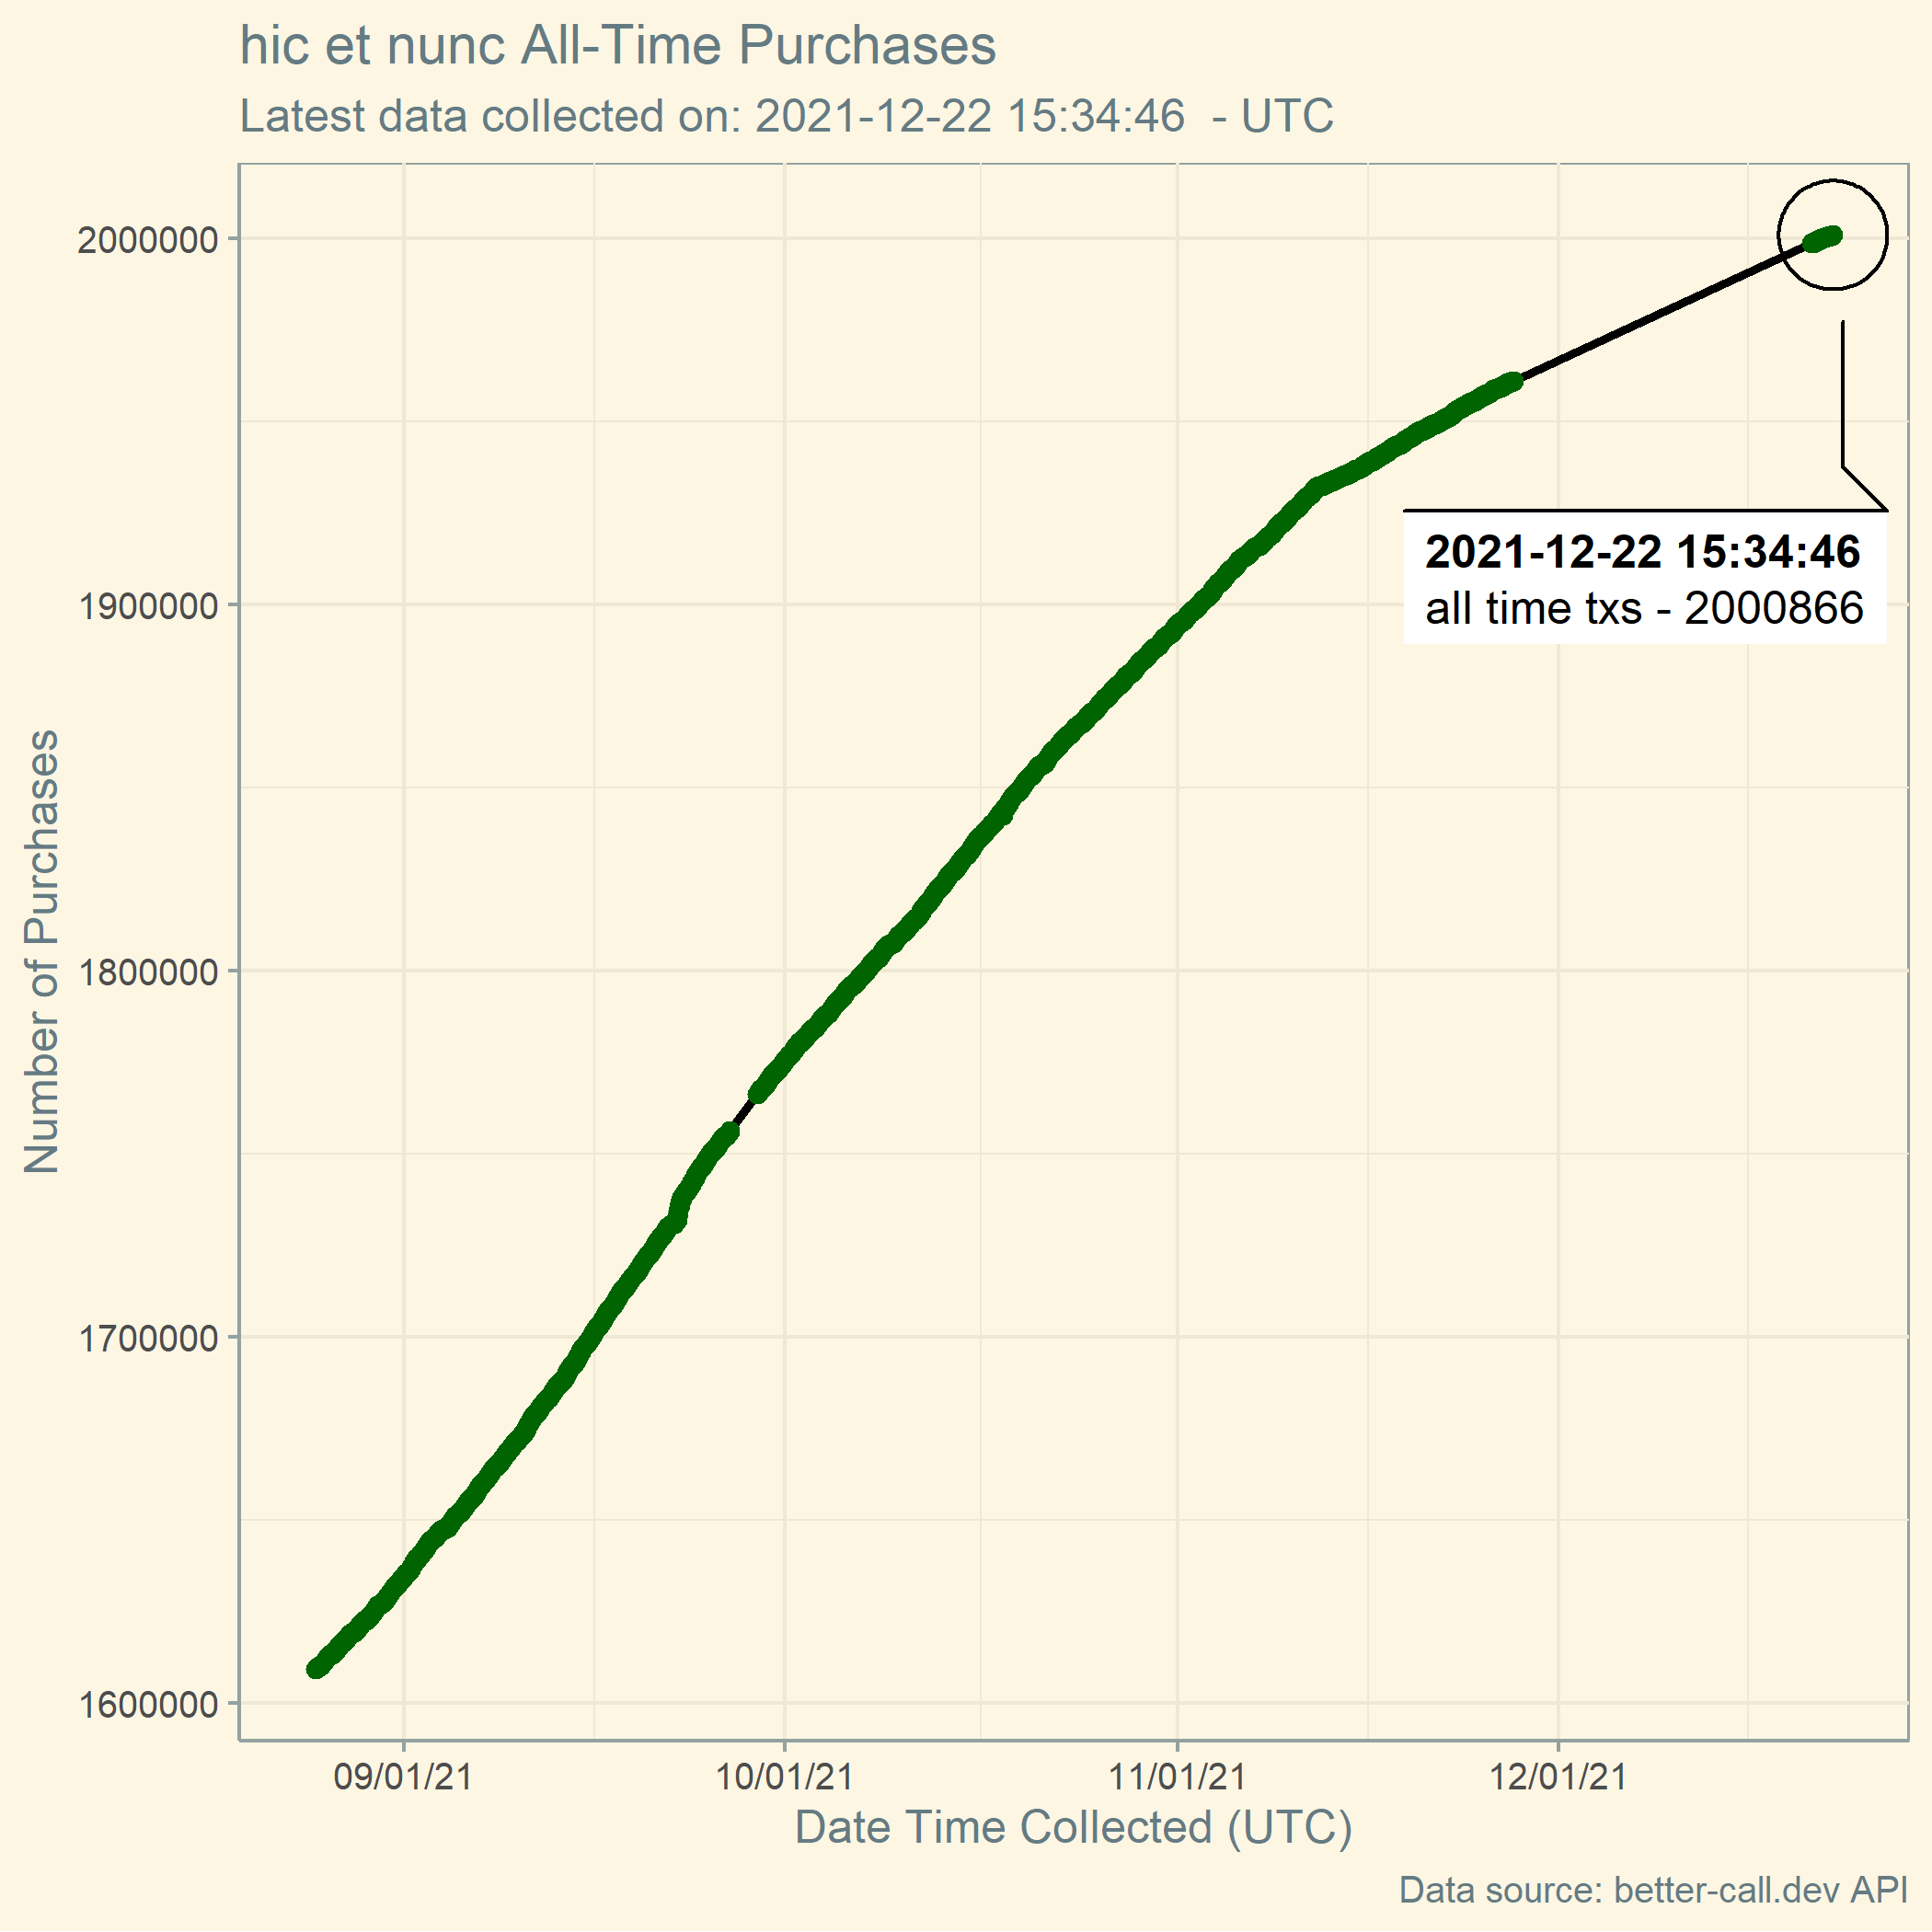 hic et nunc All-Time Purchases
Latest data collected on: 2021-12-22 15:34:46  - UTC
2000000
1900000
1800000
1700000
1600000
Number of Purchases
2021-12-22 15:34:46
all time txs - 2000866
09/01/21
10/01/21
11/01/21
12/01/21
Date Time Collected (UTC)
Data source: better-call.dev API